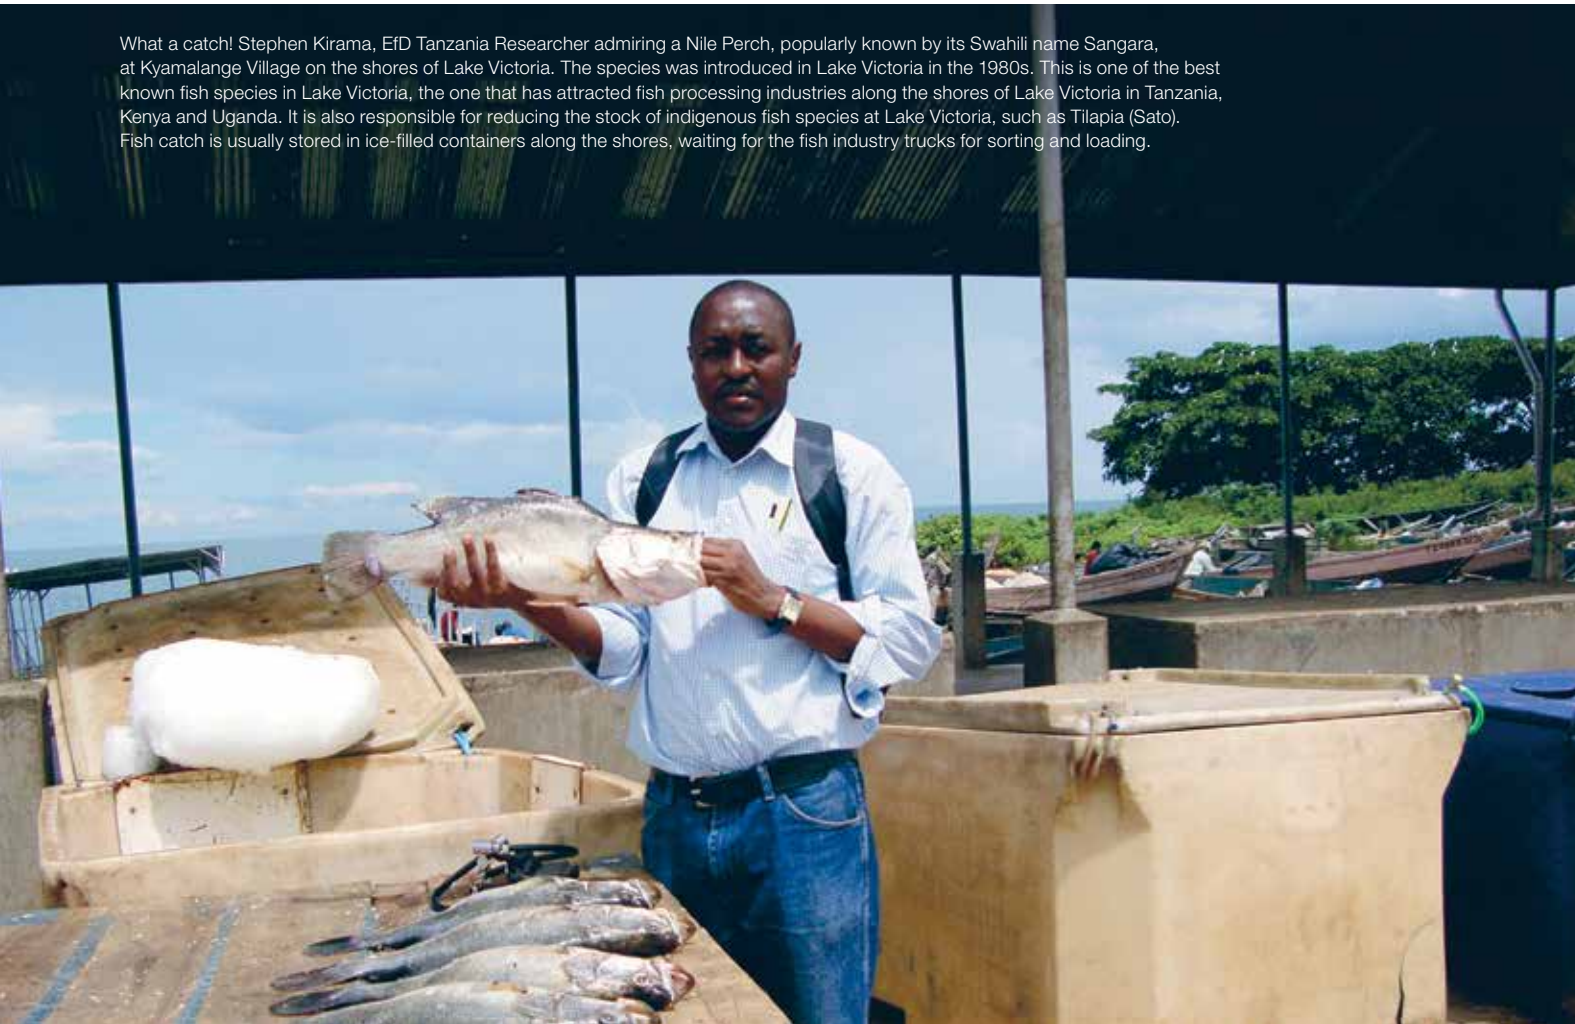 What a catch! Stephen Kirama, EfD Tanzania Researcher admiring a Nile Perch, popularly known by its Swahili name Sangara,
at Kyamalange Village on the shores of Lake Victoria. The species was introduced in Lake Victoria in the 1980s. This is one of the best
known fish species in Lake Victoria, the one that has attracted fish processing industries along the shores of Lake Victoria in Tanzania,
Kenya and Uganda. It is also responsible for reducing the stock of indigenous fish species at Lake Victoria, such as Tilapia (Sato).
Fish catch is usually stored in ice-filled containers along the shores, waiting for the fish industry trucks for sorting and loading.